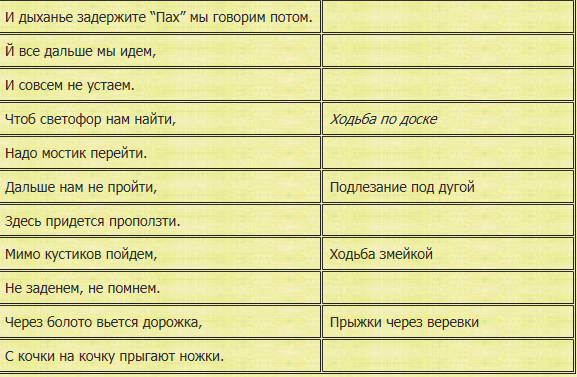 И дыханье задержите “Пах” мы говорим потом.
Й все дальше мы идем,
И совсем не устаем.
Чтоб светофор нам найти, Ходьба по доске
Надо мостик перейти.
Дальше нам не пройти, Подлезание под дугой
Здесь придется проползти.
Мимо кустиков пойдем, Ходьба змейкой
Не заденем, не помнем.
Через болото вьется дорожка, Прыжки через веревки
С кочки на кочку прыгают ножки.